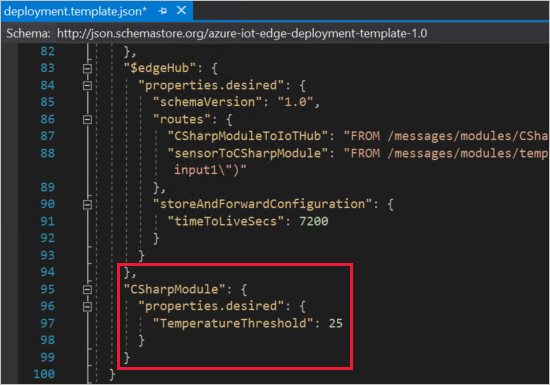 deployment.template.json*
Schema: http://json.schemastore.org/azure-iot-edge-deployment-template-1.0
82 },
83 "$edgeHub": {
84 "properties.desired": {
85 "schemaVersion": "1.0",
86 "routes": {
87 "CSharpModuleToIoTHub": "FROM /messages/modules/CSha
88 "sensorToCSharpModule": "FROM /messages/modules/temp
input1\")"
89 },
90 "storeAndForwardConfiguration": {
91 "timeToLiveSecs": 7200
92 }
93 }
94 },
95 "CSharpModule": {
96 "properties.desired": {
97 "TemperatureThreshold": 25
98 }
99 }
100 }